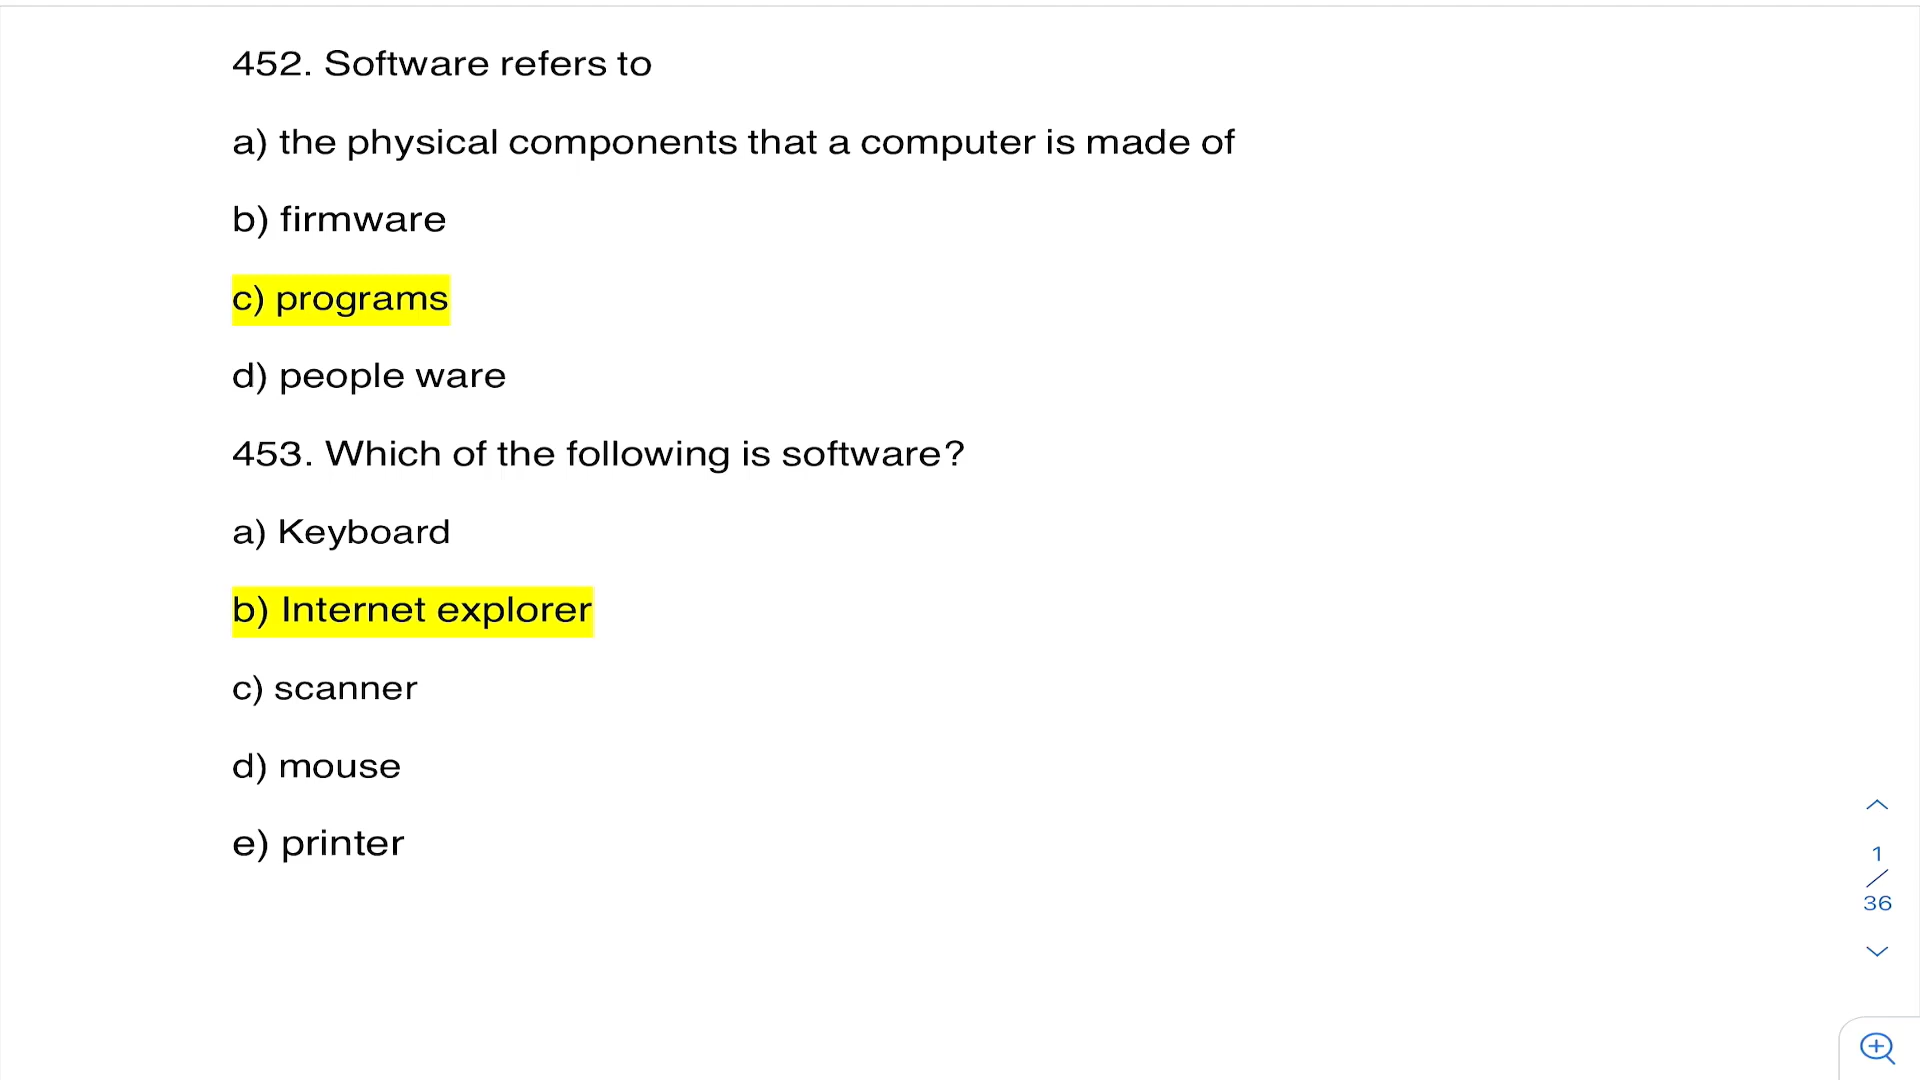 452. Software refers to
a) the physical components that a computer is made of
b) firmware
c) programs
d) people ware
453. Which of the following is software?
a) Keyboard
b) Internet explorer
c) scanner
d) mouse
e) printer
1
/
36